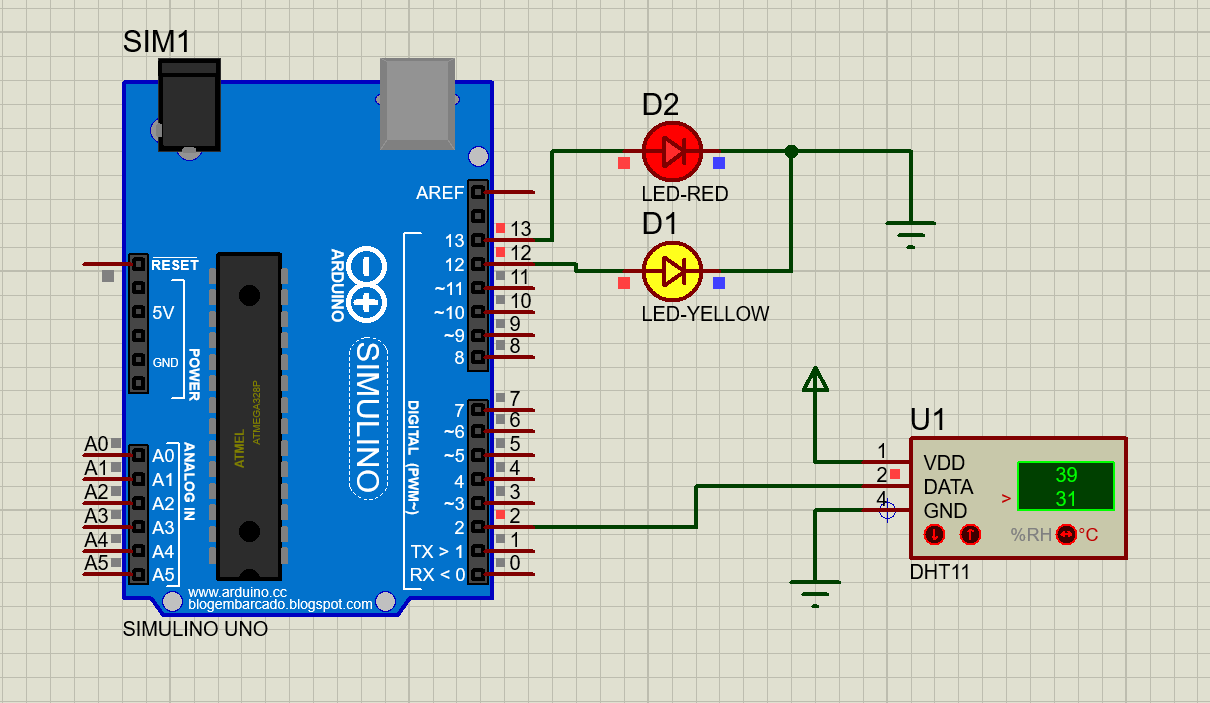 SIM1
AREF
13
12
~11
~10
~9
8
13
12
11
10
9
8
RESET
5V
GND
POWER
ARDUINO
SIMULINO
ATMEL
ATMEGA328P
DIGITAL (PWM~)
7
~6
~5
4
~3
2
TX > 1
RX < 0
7
6
5
4
3
2
1
0
A0
A1
A2
A3
A4
A5
A0
A1
A2
A3
A4
A5
ANALOG IN
www.arduino.cc
blogembarcado.blogspot.com
SIMULINO UNO
D2
LED-RED
D1
LED-YELLOW
U1
1
2
4
VDD
DATA
GND
39
> 31
%RH °C
DHT11